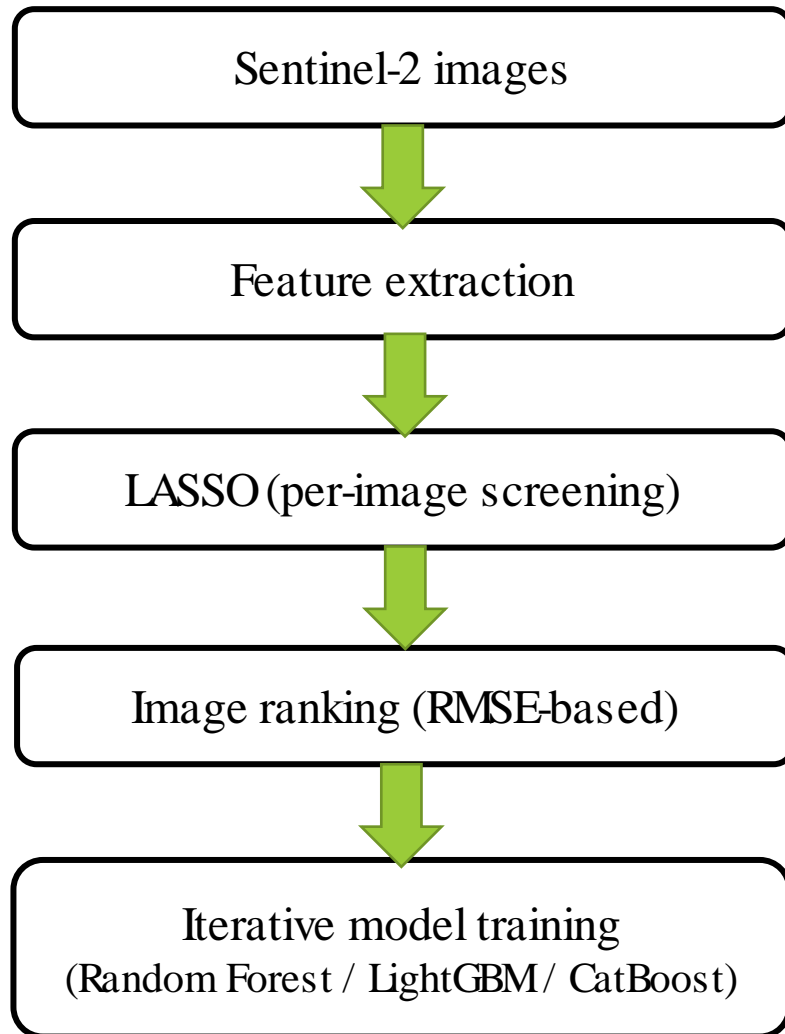 Sentinel-2 images
Feature extraction
LASSO (per-image screening)
Image ranking (RMSE-based)
Iterative model training
(Random Forest / LightGBM / CatBoost)